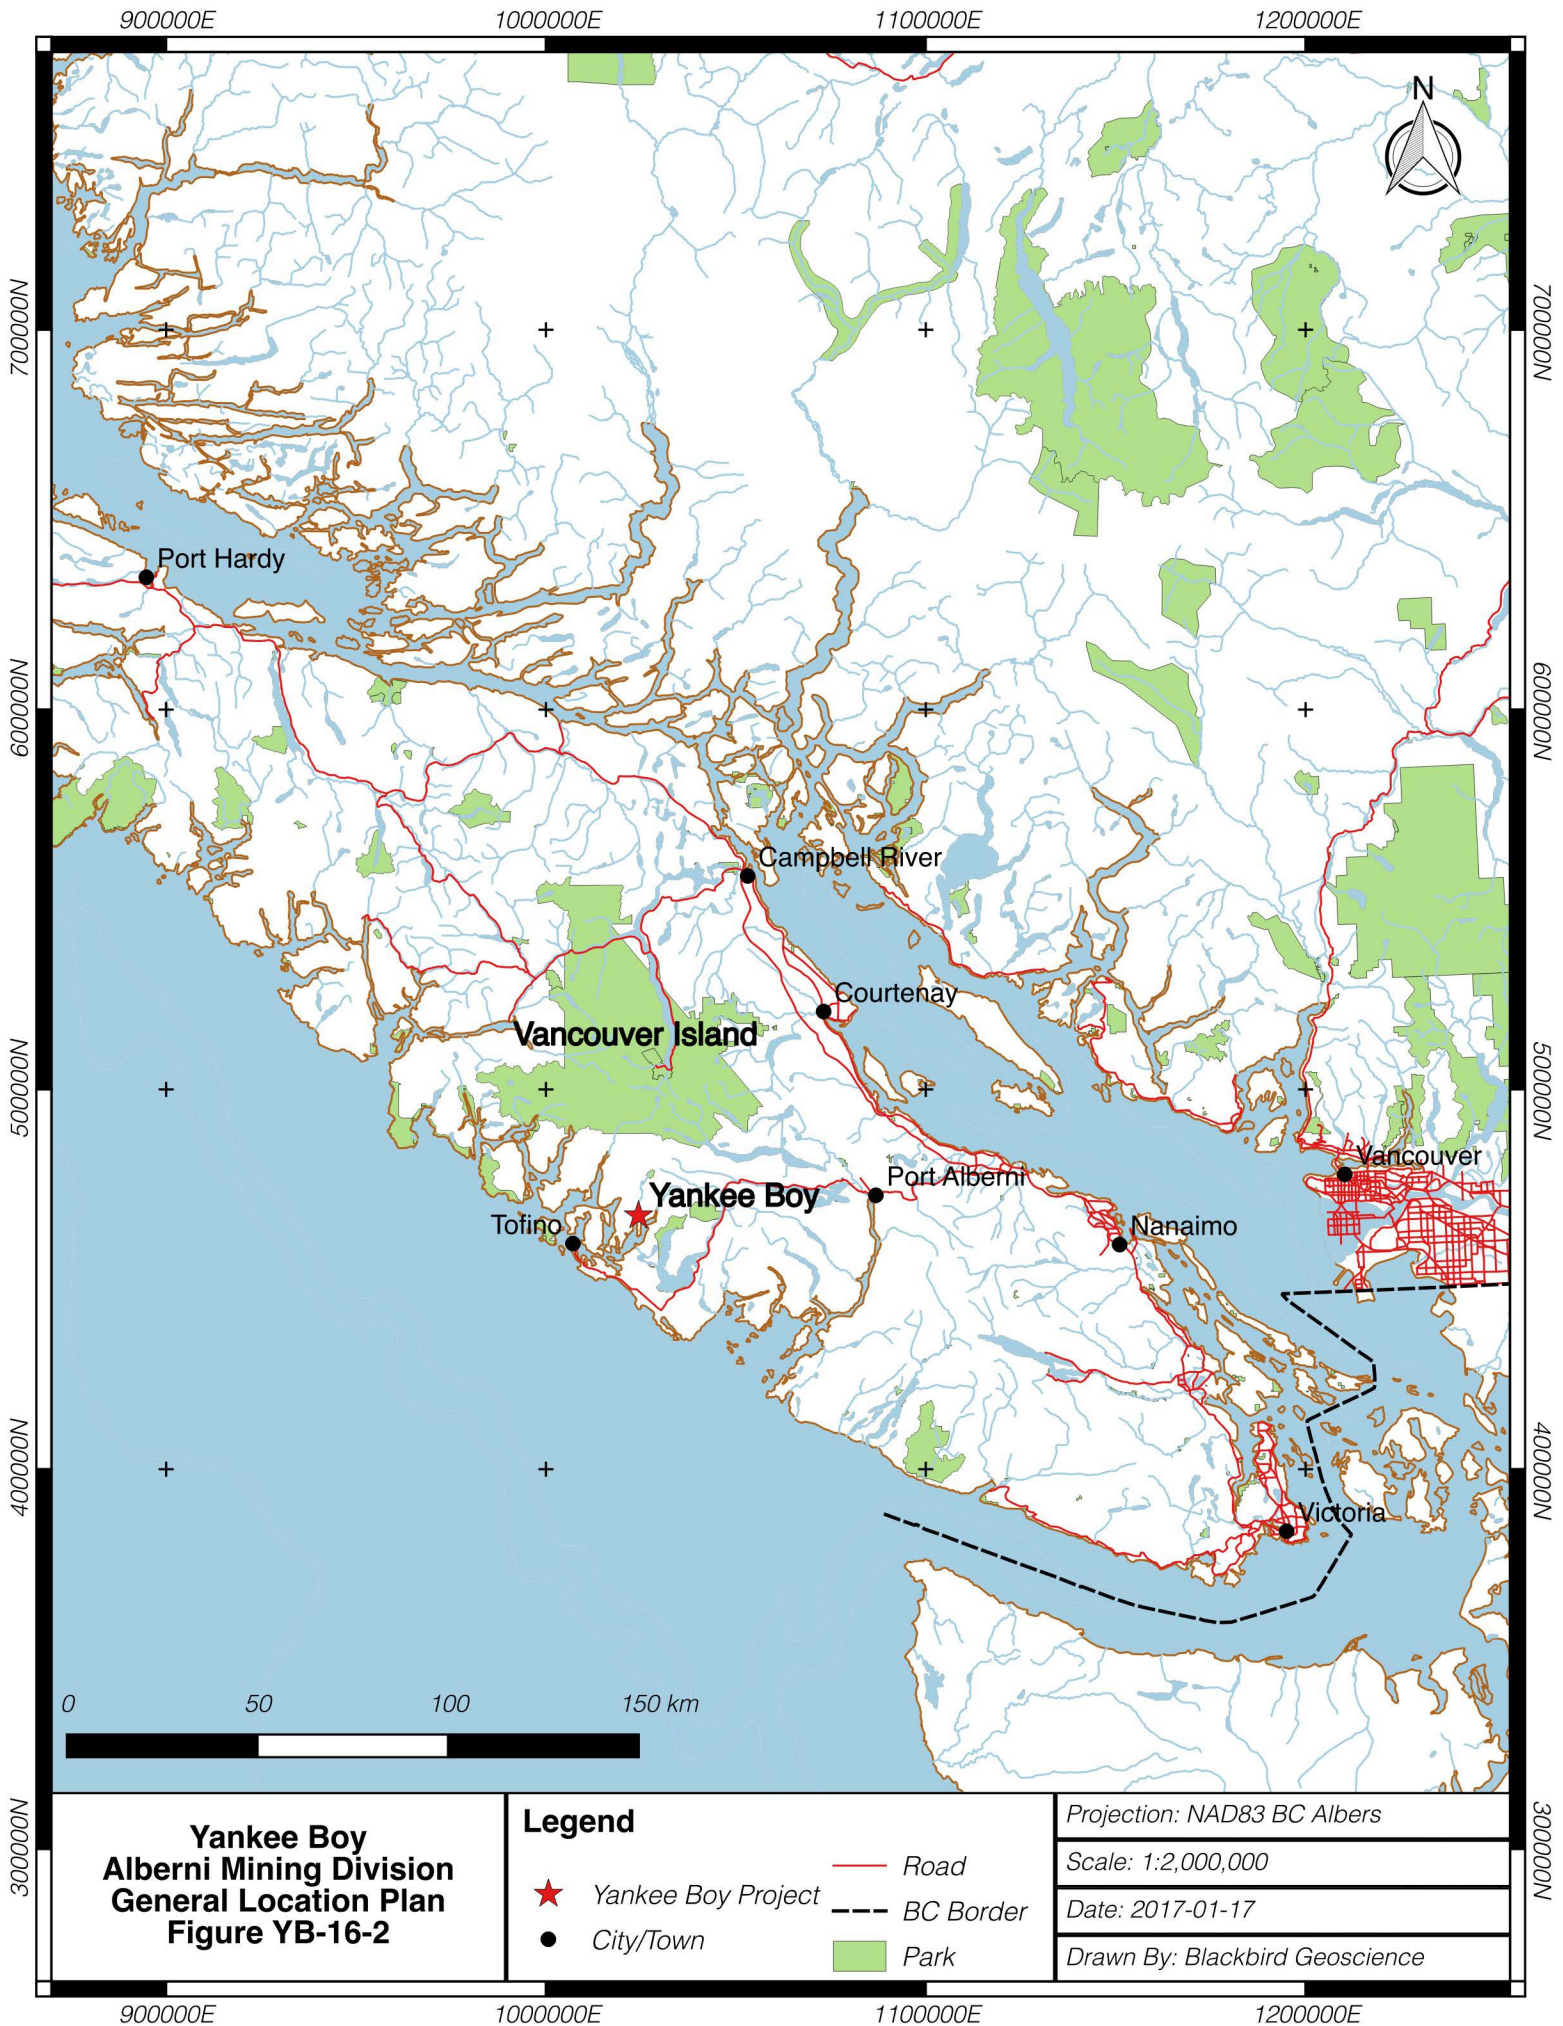 900000E 1000000E 1100000E 1200000E
N
700000N 700000N
Port Hardy
600000N 600000N
Campbell River
Courtenay
Vancouver Island
500000N 500000N
Vancouver
Port Alberni
Yankee Boy
Tofino
Nanaimo
400000N 400000N
Victoria
0 50 100 150 km
300000N 300000N
Yankee Boy
Alberni Mining Division
General Location Plan
Figure YB-16-2
Legend
Yankee Boy Project
City/Town
Road
BC Border
Park
Projection: NAD83 BC Albers
Scale: 1:2,000,000
Date: 2017-01-17
Drawn By: Blackbird Geoscience
900000E 1000000E 1100000E 1200000E